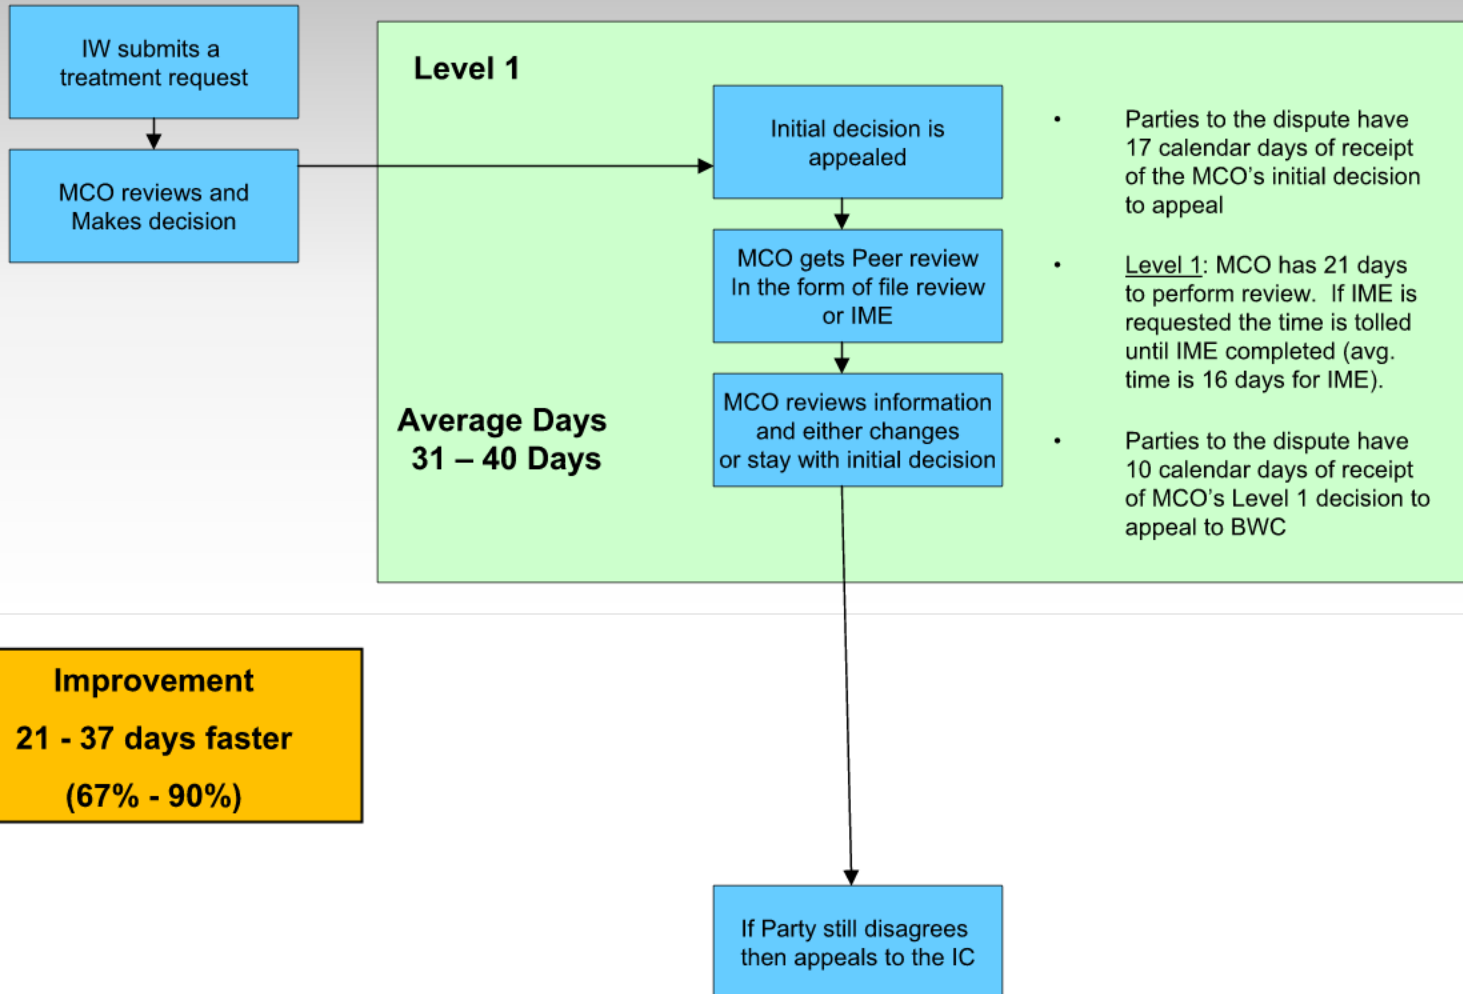 IW submits a
treatment request
MCO reviews and
Makes decision
Level 1
Initial decision is
appealed
MCO gets Peer review
In the form of file review
or IME
MCO reviews information
and either changes
or stay with initial decision
Average Days
31 – 40 Days
• Parties to the dispute have
17 calendar days of receipt
of the MCO’s initial decision
to appeal
• Level 1: MCO has 21 days
to perform review.  If IME is
requested the time is tolled
until IME completed (avg.
time is 16 days for IME).
• Parties to the dispute have
10 calendar days of receipt
of MCO’s Level 1 decision to
appeal to BWC
Improvement
21 - 37 days faster
(67% - 90%)
If Party still disagrees
then appeals to the IC